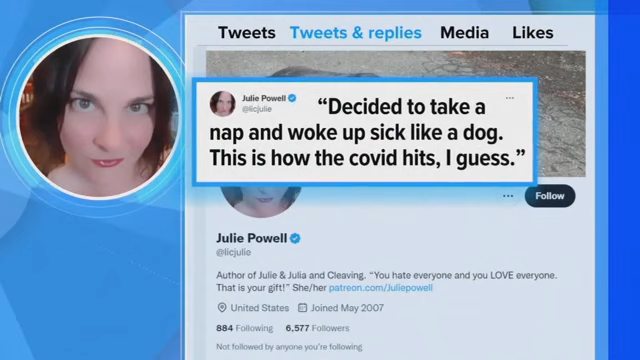 Tweets Tweets & replies Media Likes
Julie Powell
@licjulie
“Decided to take a
nap and woke up sick like a dog.
This is how the covid hits, I guess.”
Follow
Julie Powell
@licjulie
Author of Julie & Julia and Cleaving. “You hate everyone and you LOVE everyone.
That is your gift!” She/her patreon.com/Juliepowell
United States Joined May 2007
884 Following 6,577 Followers
Not followed by anyone you're following